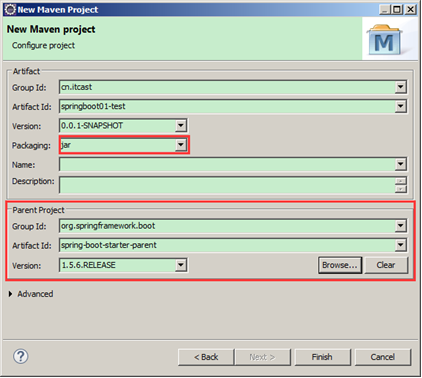 New Maven Project
New Maven project
Configure project
M
Artifact
Group Id: cn.itcast
Artifact Id: springboot01-test
Version: 0.0.1-SNAPSHOT
Packaging: jar
Name:
Description:
Parent Project
Group Id: org.springframework.boot
Artifact Id: spring-boot-starter-parent
Version: 1.5.6.RELEASE Browse... Clear
Advanced
? < Back Next > Finish Cancel